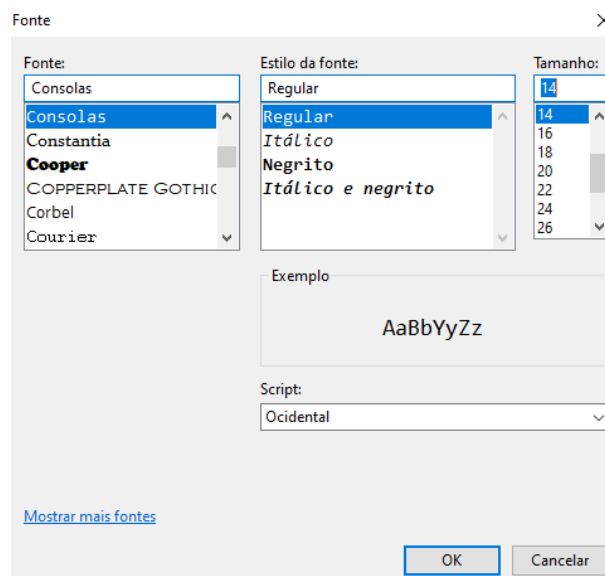 Fonte
Fonte:
Consolas
Consolas
Constantia
Cooper
COPPERPLATE GOTHIC
Corbel
Courier
Estilo da fonte:
Regular
Regular
Itálico
Negrito
Itálico e negrito
Tamanho:
14
14
16
18
20
22
24
26
Exemplo
AaBbYyZz
Script:
Ocidental
Mostrar mais fontes
OK
Cancelar